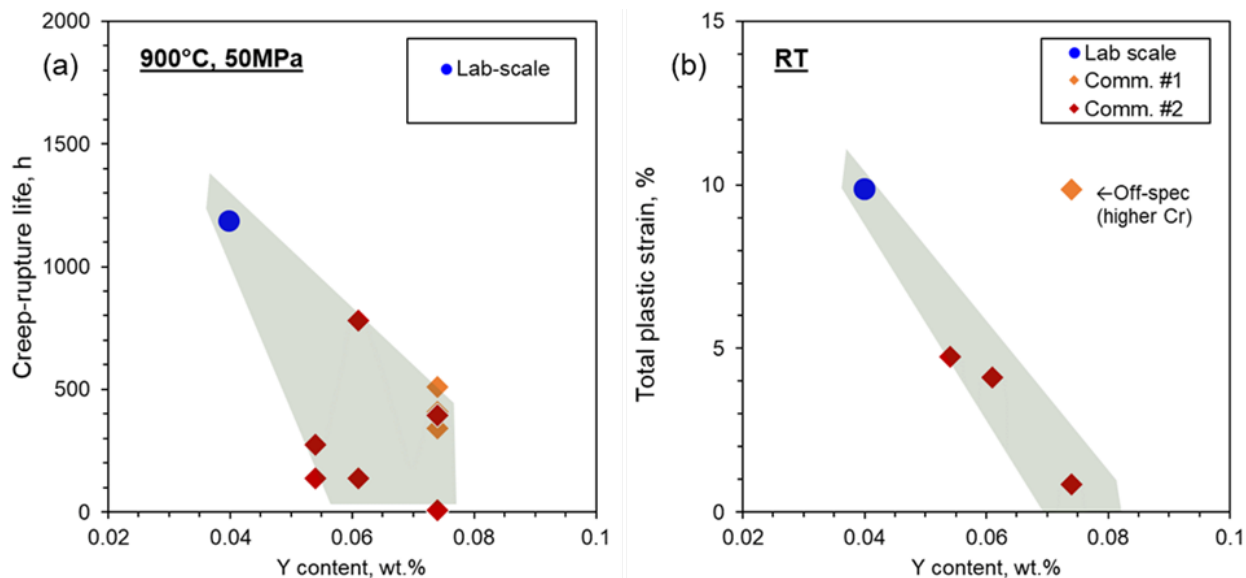 (a)
900°C, 50MPa
Lab-scale
Creep-rupture life, h
2000
1500
1000
500
0
0.02
0.04
0.06
0.08
0.1
Y content, wt.%
(b)
RT
Lab scale
Comm. #1
Comm. #2
←Off-spec
(higher Cr)
Total plastic strain, %
15
10
5
0
0.02
0.04
0.06
0.08
0.1
Y content, wt.%